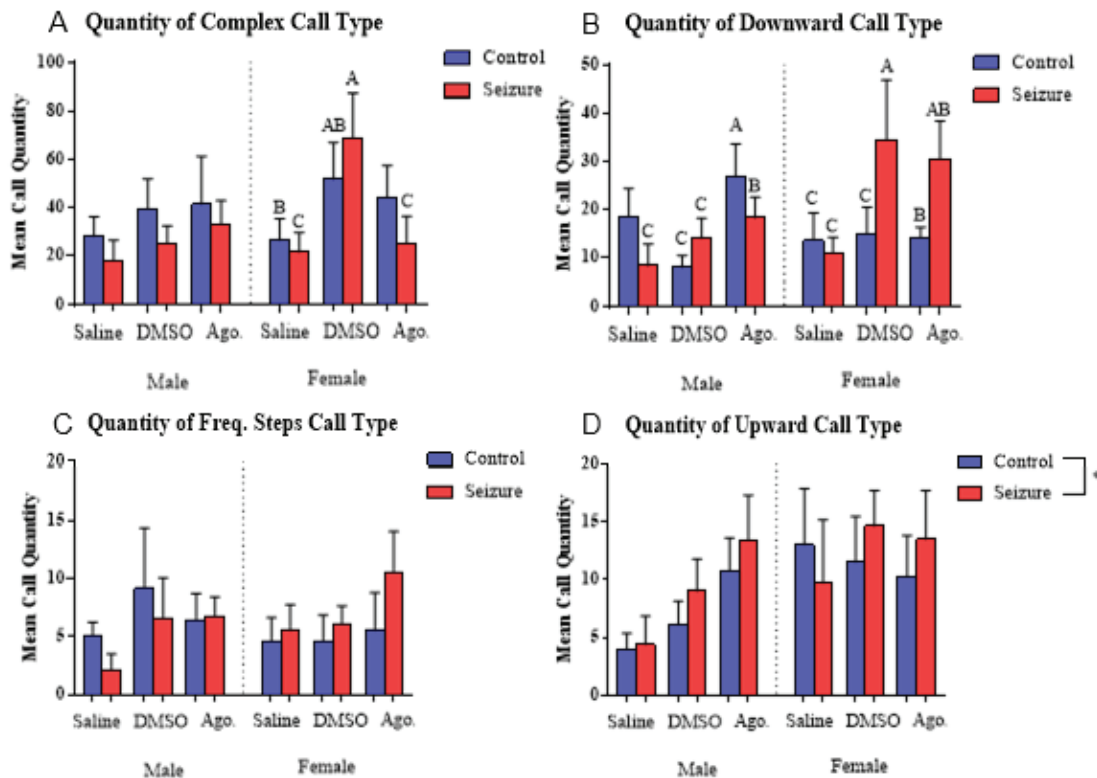 A Quantity of Complex Call Type
Control
Seizure
Mean Call Quantity
100
80
60
40
20
0
B
C
AB
A
C
Saline DMSO Ago. Saline DMSO Ago.
Male Female
B Quantity of Downward Call Type
Control
Seizure
Mean Call Quantity
50
40
30
20
10
0
C
C
A
B
C
C
C
A
B
AB
Saline DMSO Ago. Saline DMSO Ago.
Male Female
C Quantity of Freq. Steps Call Type
Control
Seizure
Mean Call Quantity
20
15
10
5
0
Saline DMSO Ago. Saline DMSO Ago.
Male Female
D Quantity of Upward Call Type
Control
Seizure
Mean Call Quantity
20
15
10
5
0
Saline DMSO Ago. Saline DMSO Ago.
Male Female